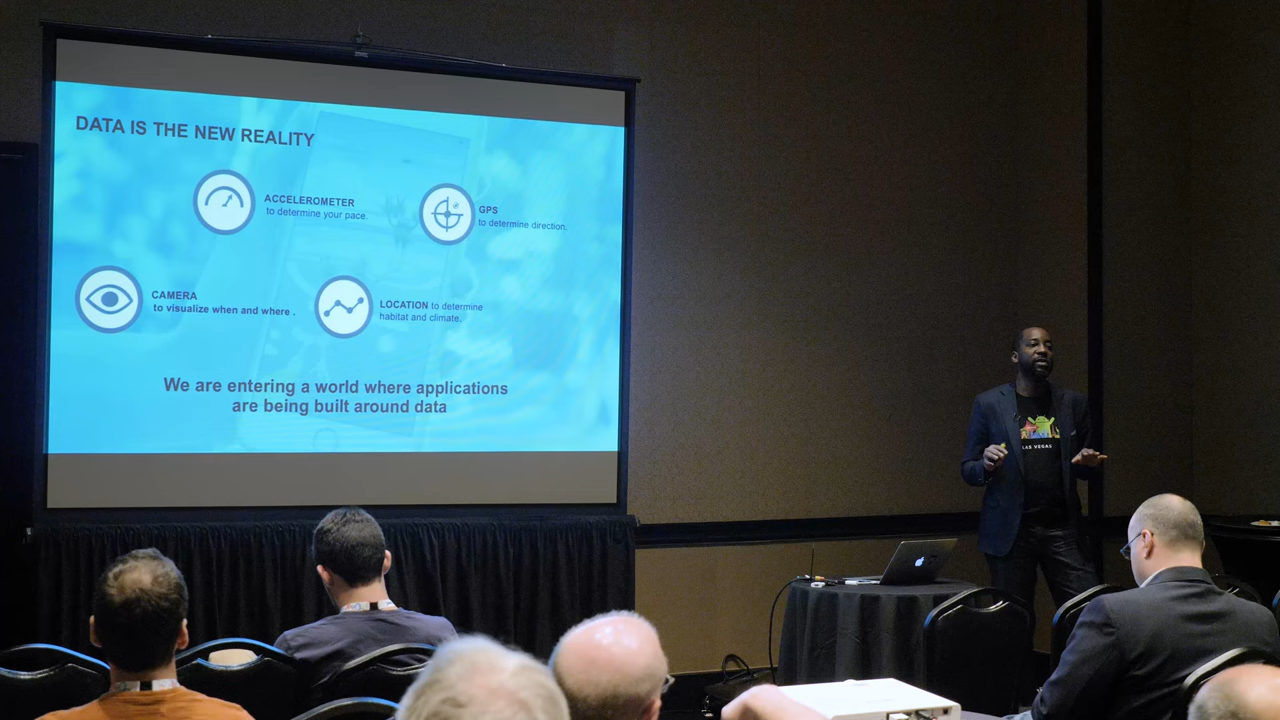 DATA IS THE NEW REALITY
ACCELEROMETER
to determine your pace.
GPS
to determine direction.
CAMERA
to visualize when and where .
LOCATION to determine
habitat and climate.
We are entering a world where applications
are being built around data
LAS VEGAS